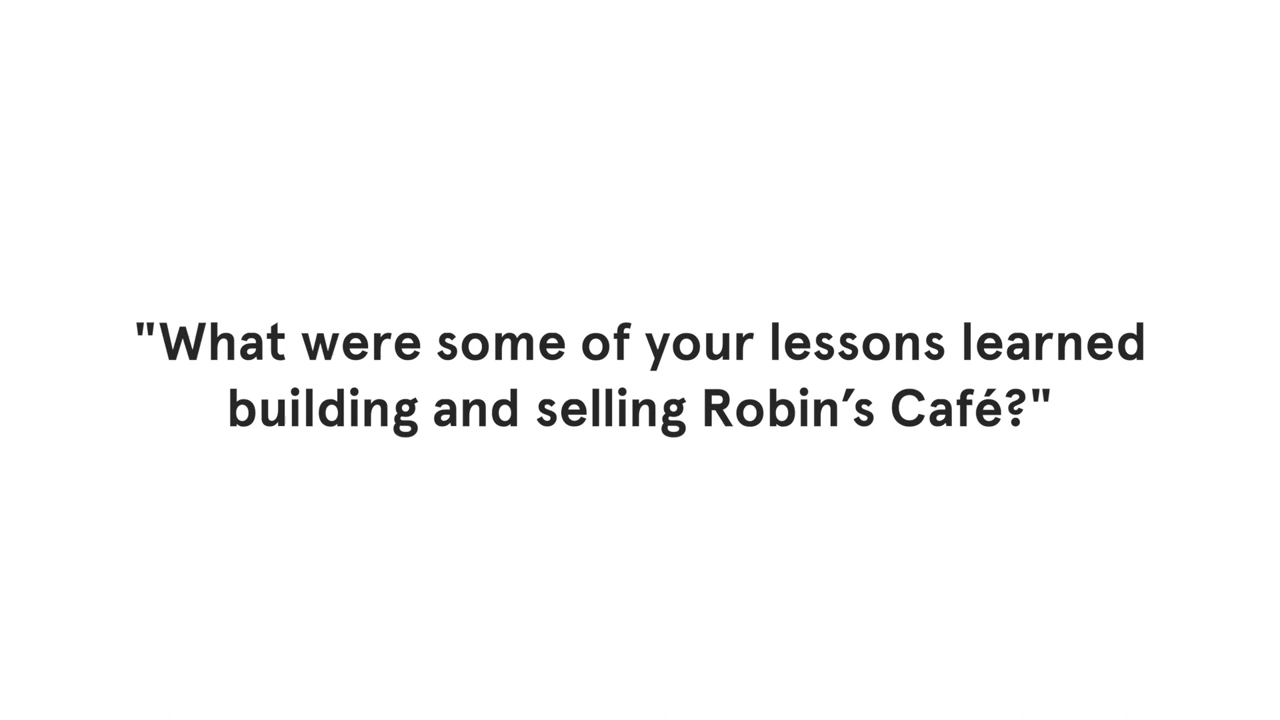 "What were some of your lessons learned
building and selling Robin’s Café?"